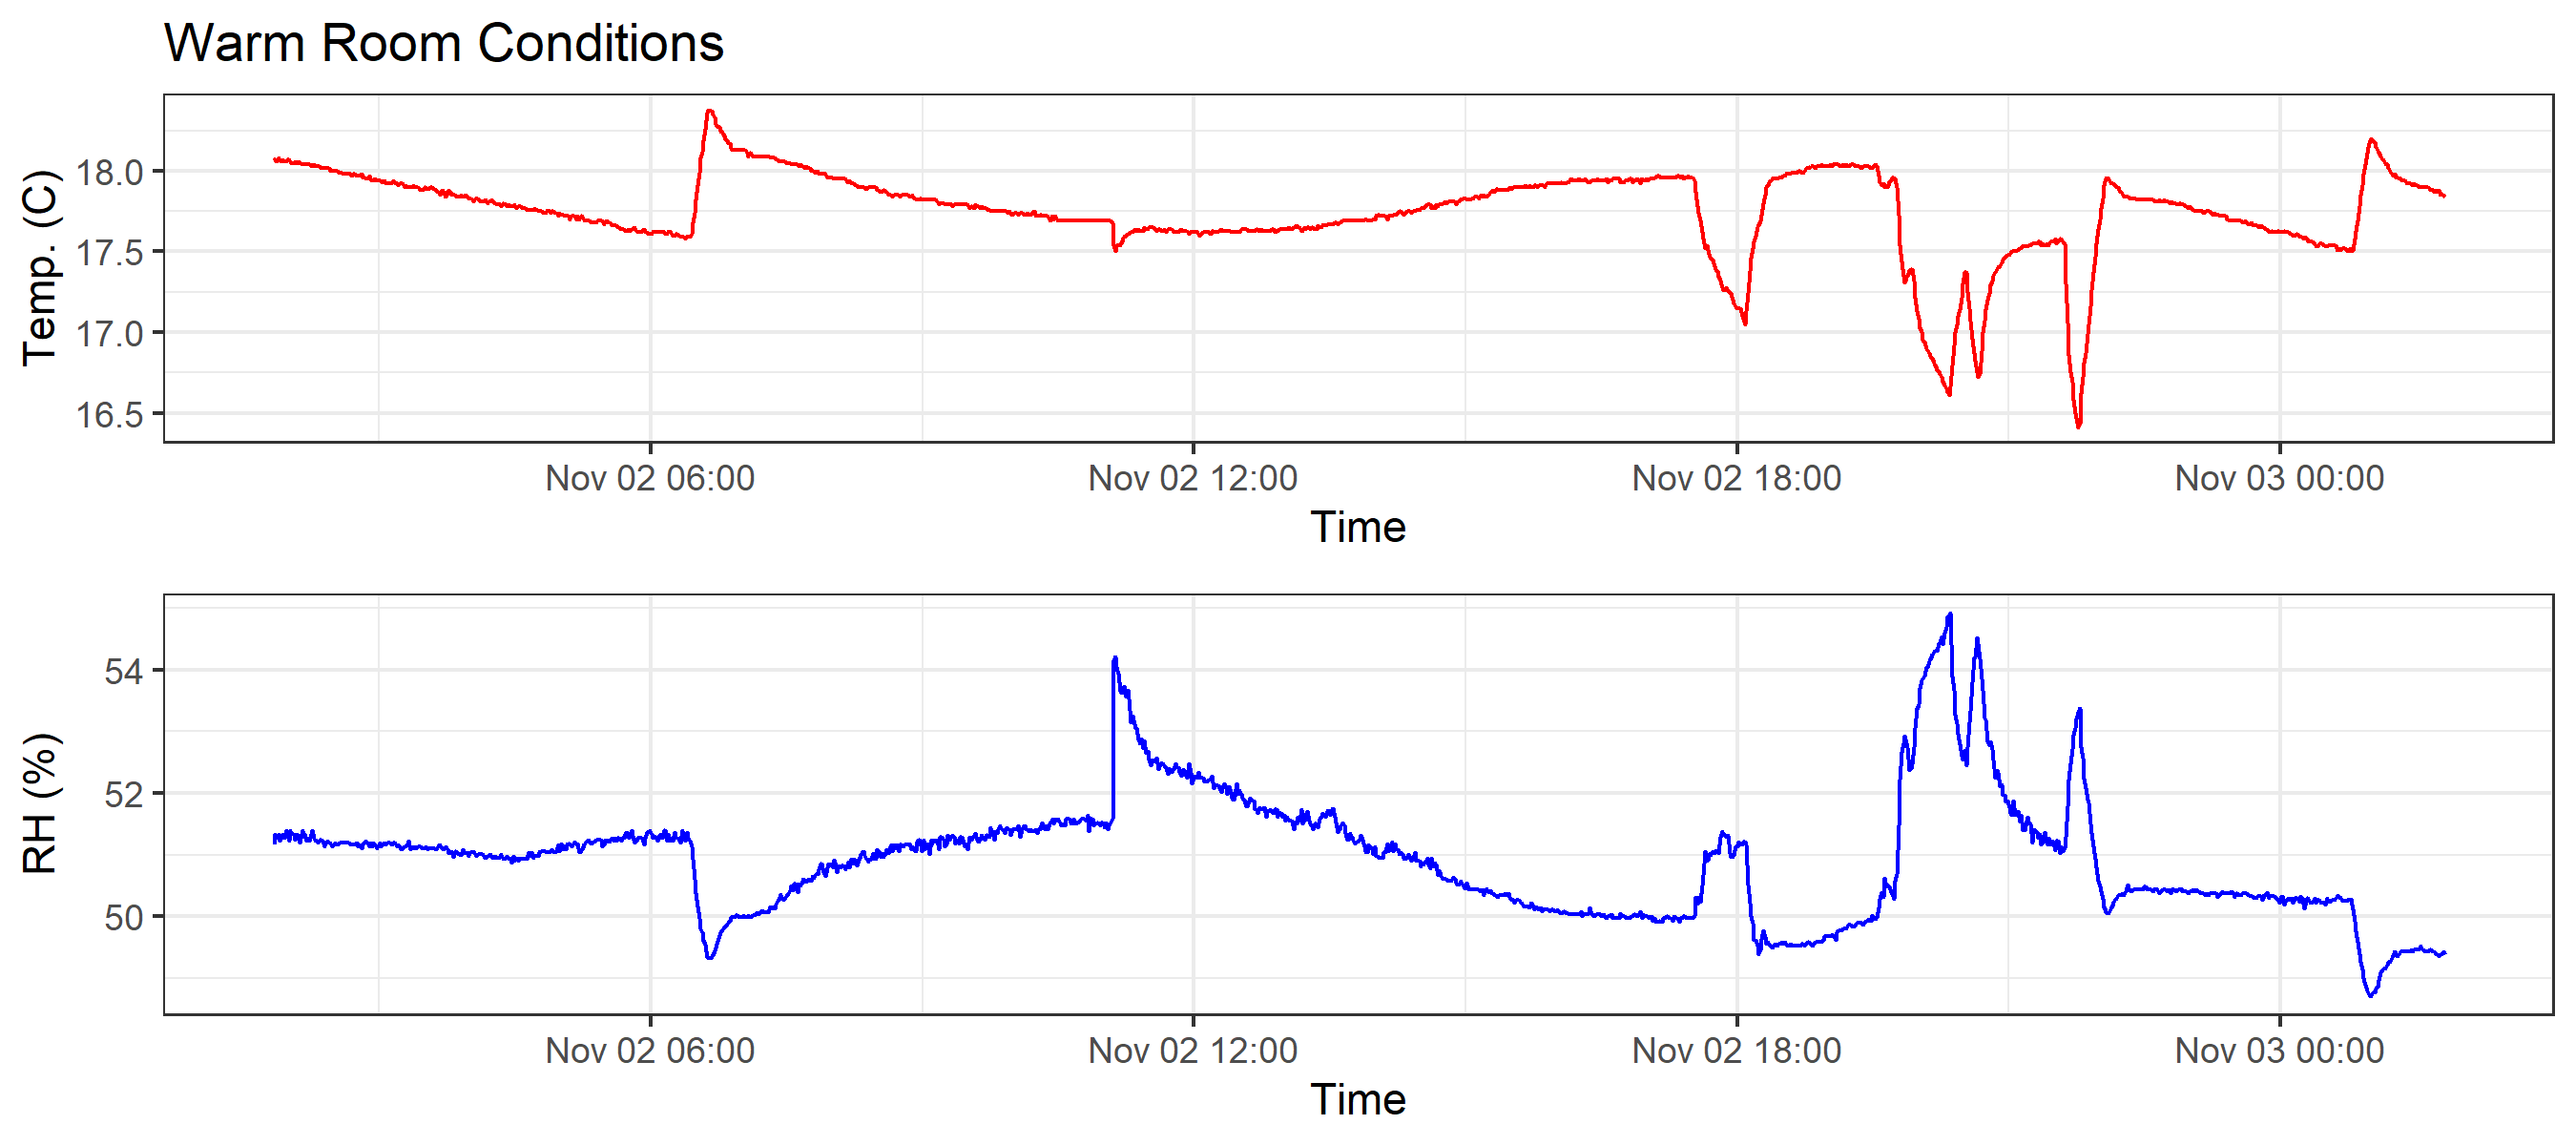 Warm Room Conditions
Temp. (C)
18.0
17.5
17.0
16.5
Nov 02 06:00 Nov 02 12:00 Nov 02 18:00 Nov 03 00:00
Time
RH (%)
54
52
50
Nov 02 06:00 Nov 02 12:00 Nov 02 18:00 Nov 03 00:00
Time